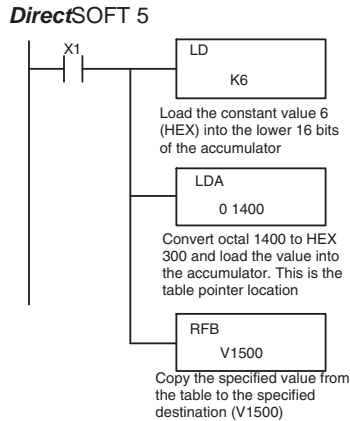 DirectSOFT 5
X1
LD
K6
Load the constant value 6
(HEX) into the lower 16 bits
of the accumulator
LDA
0 1400
Convert octal 1400 to HEX
300 and load the value into
the accumulator. This is the
table pointer location
RFB
V1500
Copy the specified value from
the table to the specified
destination (V1500)